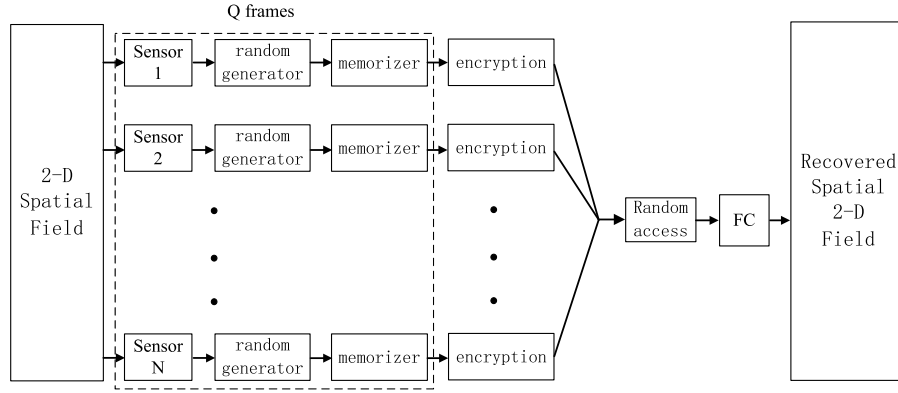 Q frames
2-D
Spatial
Field
Sensor
1
random
generator
memorizer
encryption
Sensor
2
random
generator
memorizer
encryption
Sensor
N
random
generator
memorizer
encryption
Random
access
FC
Recovered
Spatial
2-D
Field